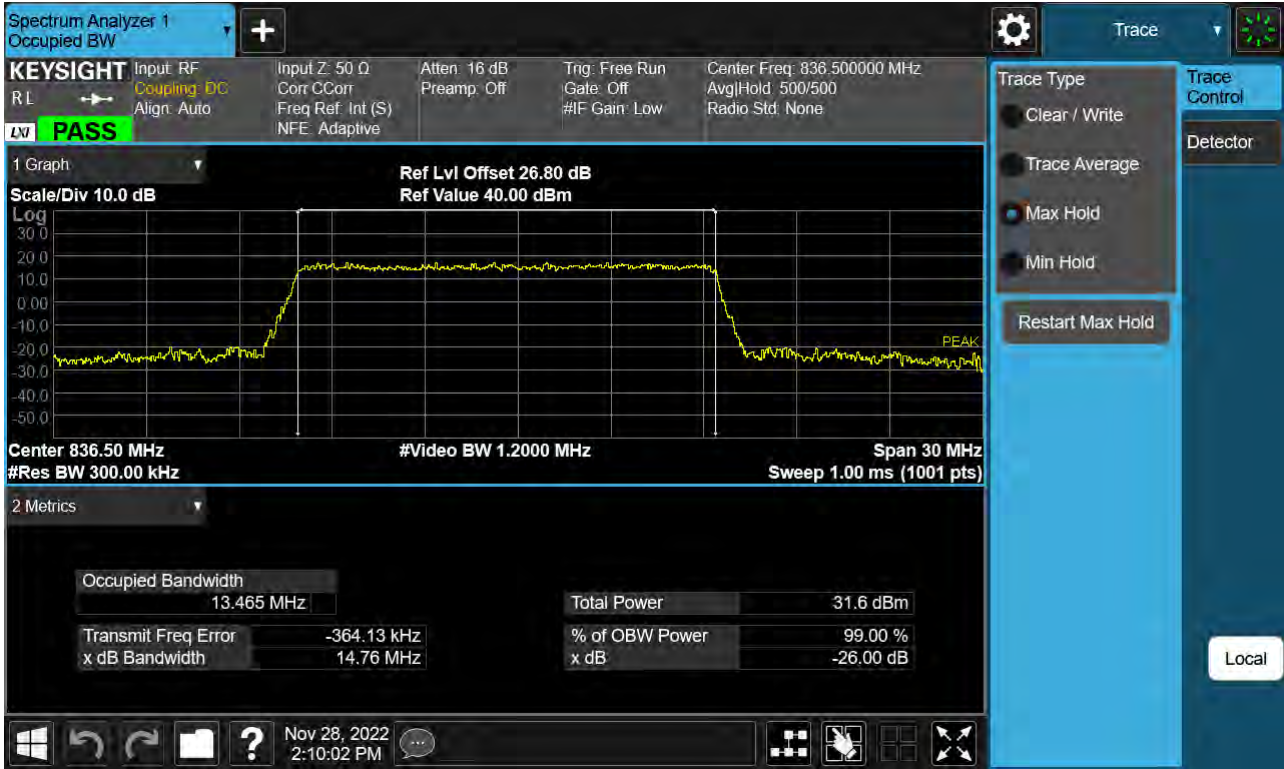 Spectrum Analyzer 1
Occupied BW
+
Trace
KEYSIGHT
RL
LXI
PASS
Input: RF
Coupling: DC
Align: Auto
Input Z: 50 Ω
Corr CCorr
Freq Ref: Int (S)
NFE: Adaptive
Atten: 16 dB
Preamp: Off
Trig: Free Run
Gate: Off
#IF Gain: Low
Center Freq: 836.500000 MHz
Avg|Hold: 500/500
Radio Std: None
1 Graph
Scale/Div 10.0 dB
Ref Lvl Offset 26.80 dB
Ref Value 40.00 dBm
Log
30.0
20.0
10.0
0.00
-10.0
-20.0
-30.0
-40.0
-50.0
PEAK
Center 836.50 MHz
#Video BW 1.2000 MHz
Span 30 MHz
#Res BW 300.00 kHz
Sweep 1.00 ms (1001 pts)
2 Metrics
Occupied Bandwidth
13.465 MHz
Total Power 31.6 dBm
Transmit Freq Error -364.13 kHz
% of OBW Power 99.00 %
x dB Bandwidth 14.76 MHz
x dB -26.00 dB
Trace Type
Clear / Write
Trace Average
Max Hold
Min Hold
Restart Max Hold
Trace
Control
Detector
Local
?
Nov 28, 2022
2:10:02 PM